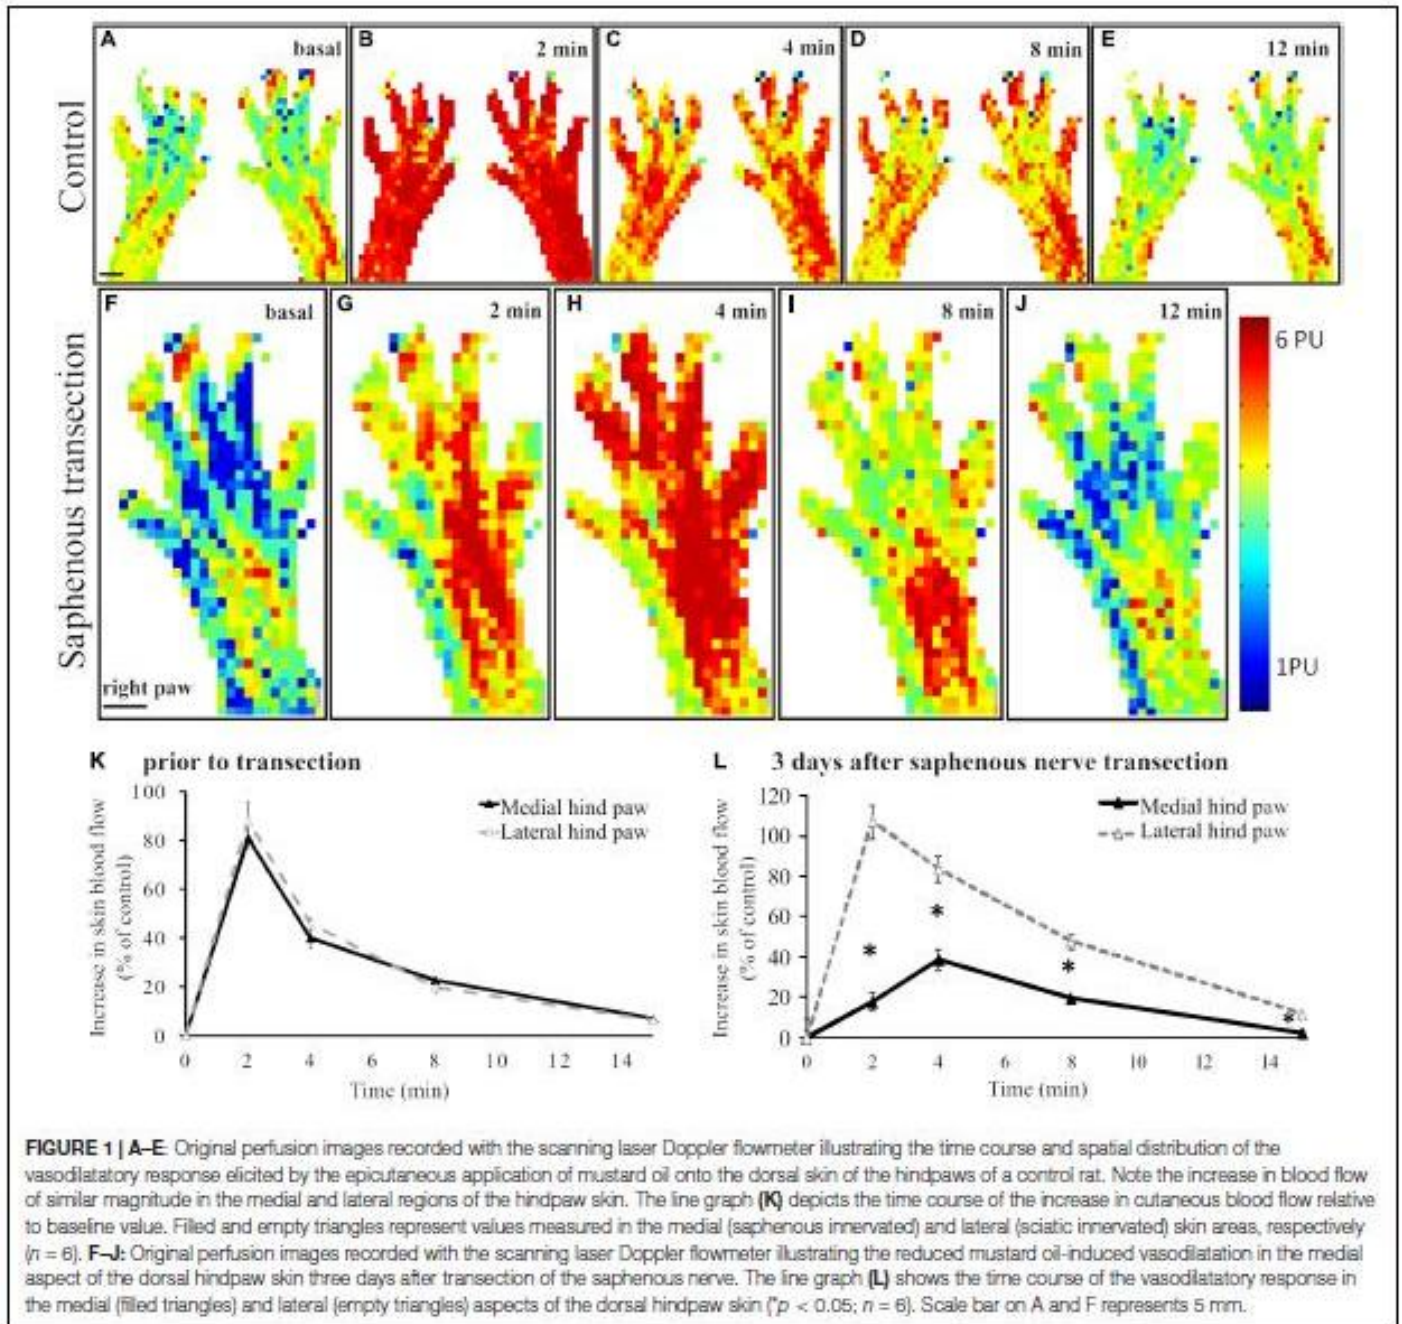 A basal
B 2 min
C 4 min
D 8 min
E 12 min
Control
F basal
G 2 min
H 4 min
I 8 min
J 12 min
Saphenous transection
right paw
6 PU
1PU
K prior to transection
100
80
60
40
20
0
0 2 4 6 8 10 12 14
Time (min)
Increase in skin blood flow
(% of control)
Medial hind paw
Lateral hind paw
L 3 days after saphenous nerve transection
120
100
80
60
40
20
0
0 2 4 6 8 10 12 14
Time (min)
Increase in skin blood flow
(% of control)
Medial hind paw
Lateral hind paw
*
*
*
*
FIGURE 1 | A–E: Original perfusion images recorded with the scanning laser Doppler flowmeter illustrating the time course and spatial distribution of the
vasodilatatory response elicited by the epicutaneous application of mustard oil onto the dorsal skin of the hindpaws of a control rat. Note the increase in blood flow
of similar magnitude in the medial and lateral regions of the hindpaw skin. The line graph (K) depicts the time course of the increase in cutaneous blood flow relative
to baseline value. Filled and empty triangles represent values measured in the medial (saphenous innervated) and lateral (sciatic innervated) skin areas, respectively
(n = 6). F–J: Original perfusion images recorded with the scanning laser Doppler flowmeter illustrating the reduced mustard oil-induced vasodilatation in the medial
aspect of the dorsal hindpaw skin three days after transection of the saphenous nerve. The line graph (L) shows the time course of the vasodilatatory response in
the medial (filled triangles) and lateral (empty triangles) aspects of the dorsal hindpaw skin (*p < 0.05; n = 6). Scale bar on A and F represents 5 mm.